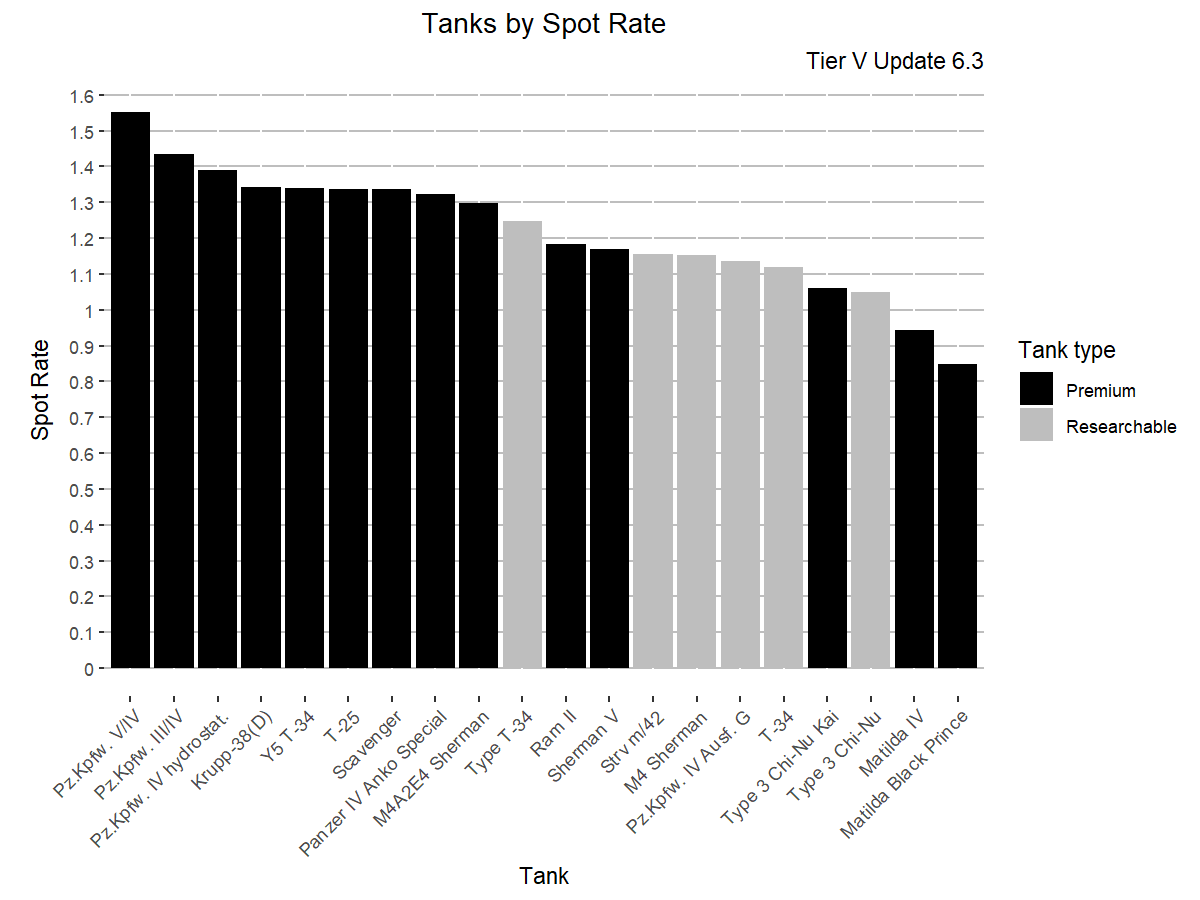 Tanks by Spot Rate
Tier V Update 6.3
Spot Rate
1.6
1.5
1.4
1.3
1.2
1.1
1
0.9
0.8
0.7
0.6
0.5
0.4
0.3
0.2
0.1
0
Pz.Kpfw. V/IV
Pz.Kpfw. III/IV
Pz.Kpfw. IV hydrostat.
Krupp-38(D)
Y5 T-34
T-25
Scavenger
Panzer IV Anko Special
M4A2E4 Sherman
Type T-34
Ram II
Sherman V
Strv m/42
M4 Sherman
Pz.Kpfw. IV Ausf. G
T-34
Type 3 Chi-Nu Kai
Type 3 Chi-Nu
Matilda IV
Matilda Black Prince
Tank
Tank type
Premium
Researchable